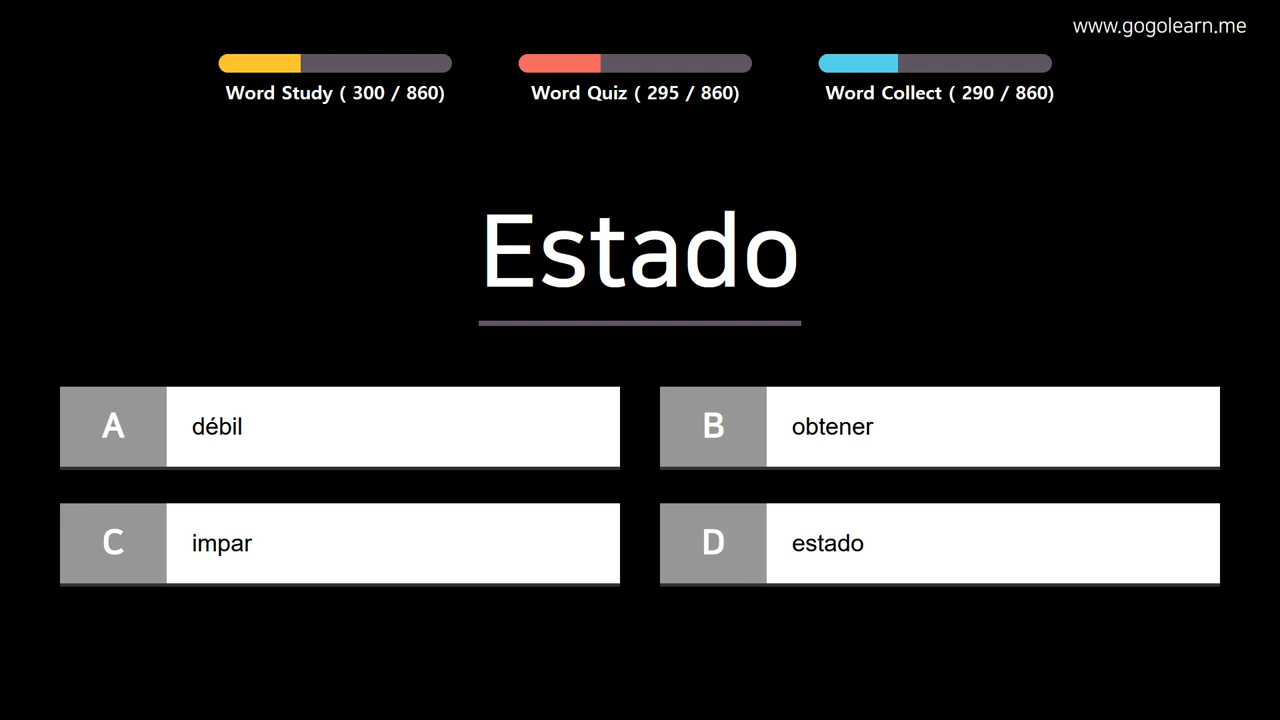 www.gogolearn.me
Word Study ( 300 / 860)
Word Quiz ( 295 / 860)
Word Collect ( 290 / 860)
Estado
A
débil
B
obtener
C
impar
D
estado